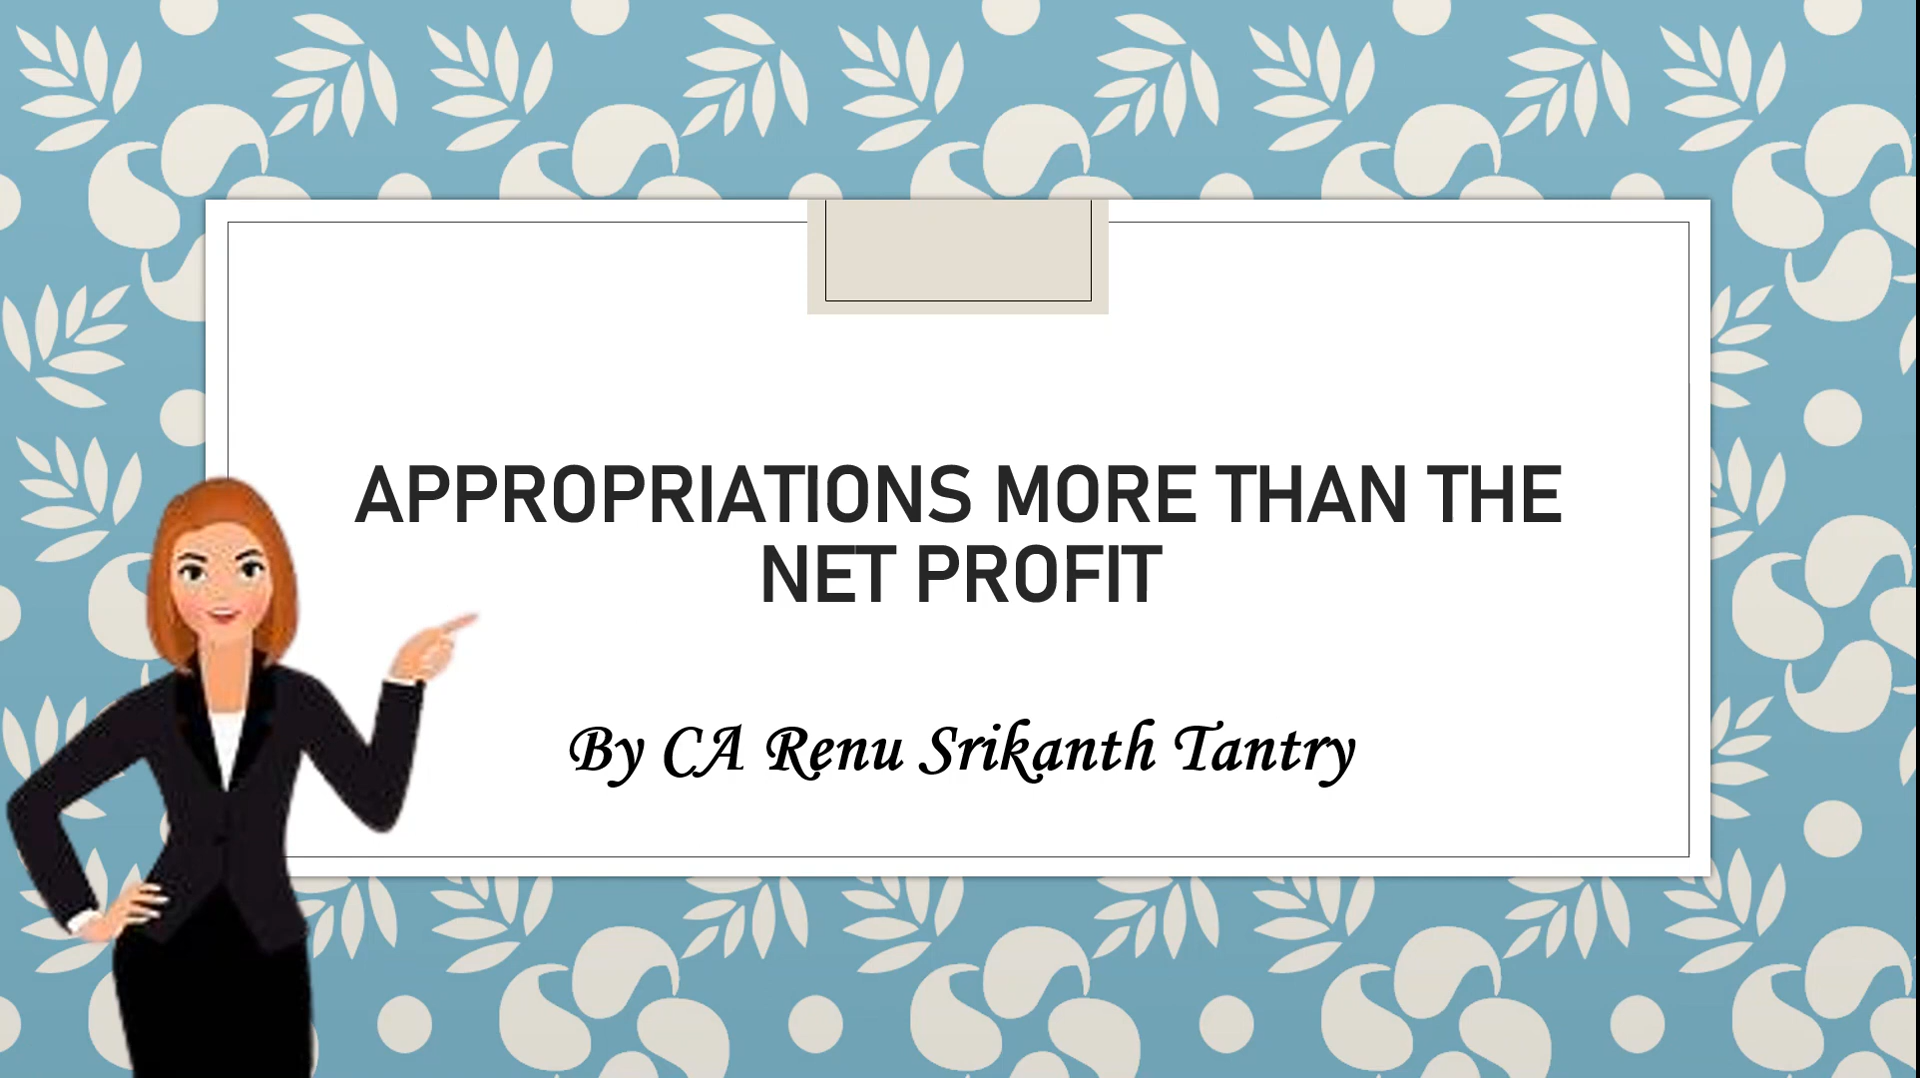 APPROPRIATIONS MORE THAN THE
NET PROFIT
By CA Renu Srikanth Tantry